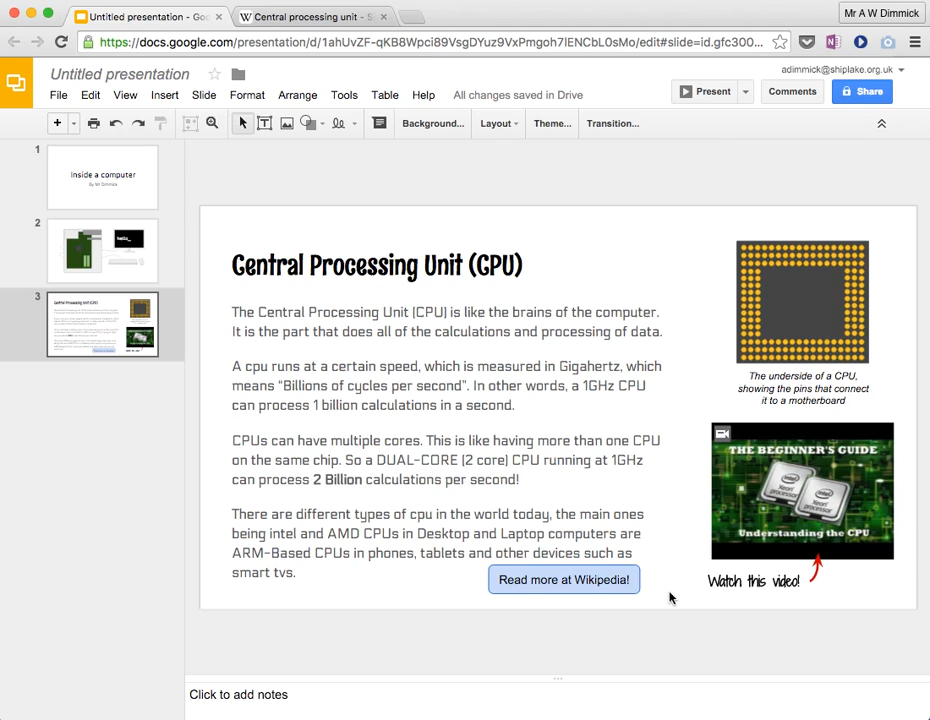 Untitled presentation - Goo
Central processing unit - S
Mr A W Dimmick
https://docs.google.com/presentation/d/1ahUvZF-qKB8Wpci89VsgDYuz9VxPmgoh7lENCbL0sMo/edit#slide=id.gfc300...
Untitled presentation
adimmick@shiplake.org.uk
File Edit View Insert Slide Format Arrange Tools Table Help All changes saved in Drive
Present Comments Share
Background... Layout Theme... Transition...
1
Inside a computer
By Mr Dimmick
2
3
Central Processing Unit (CPU)
Central Processing Unit (CPU)
The Central Processing Unit (CPU) is like the brains of the computer.
It is the part that does all of the calculations and processing of data.
A cpu runs at a certain speed, which is measured in Gigahertz, which
means “Billions of cycles per second”. In other words, a 1GHz CPU
can process 1 billion calculations in a second.
CPUs can have multiple cores. This is like having more than one CPU
on the same chip. So a DUAL-CORE (2 core) CPU running at 1GHz
can process 2 Billion calculations per second!
There are different types of cpu in the world today, the main ones
being intel and AMD CPUs in Desktop and Laptop computers are
ARM-Based CPUs in phones, tablets and other devices such as
smart tvs.
Read more at Wikipedia!
The underside of a CPU,
showing the pins that connect
it to a motherboard
THE BEGINNER'S GUIDE
Xeon
processor
Xeon
processor
Understanding the CPU
Watch this video!
Click to add notes